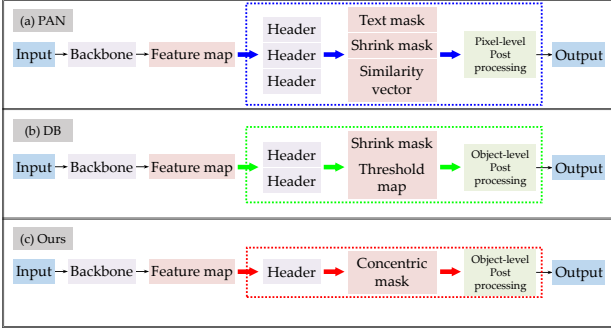 (a) PAN
Input
Backbone
Feature map
Header
Header
Header
Text mask
Shrink mask
Similarity
vector
Pixel-level
Post
processing
Output
(b) DB
Input
Backbone
Feature map
Header
Header
Shrink mask
Threshold
map
Object-level
Post
processing
Output
(c) Ours
Input
Backbone
Feature map
Header
Concentric
mask
Object-level
Post
processing
Output